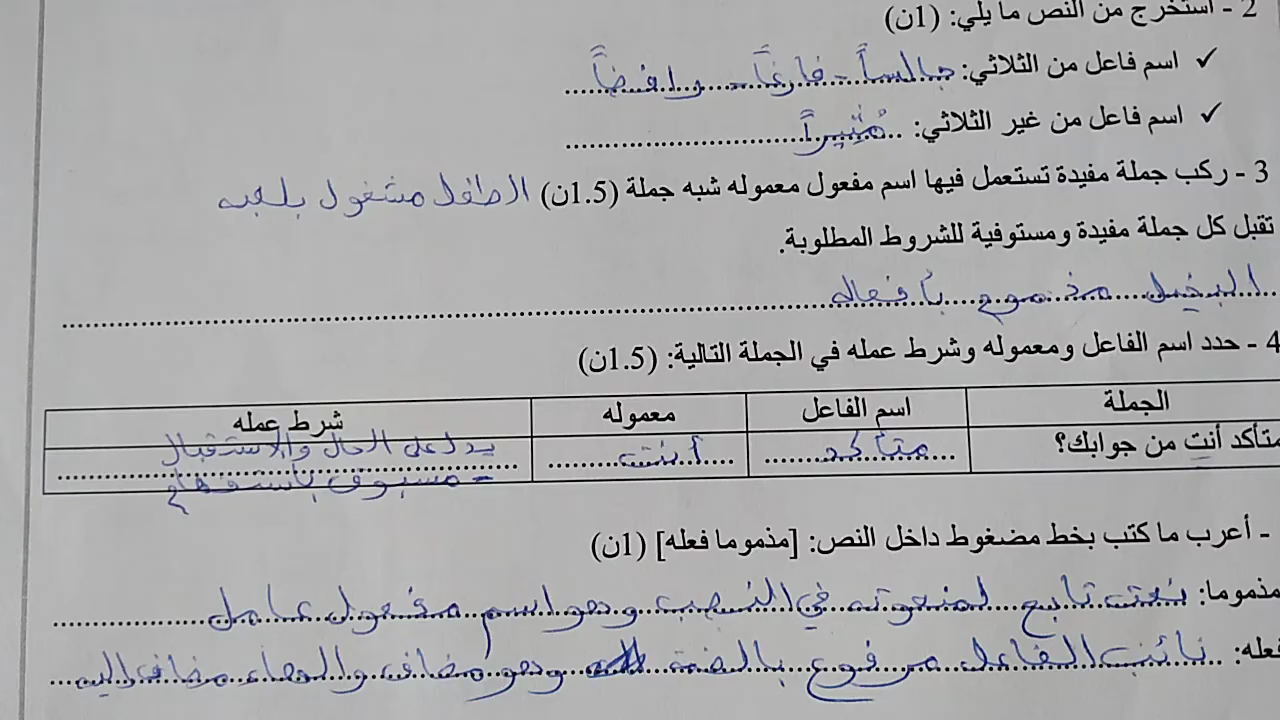 2 - استخرج من النص ما يلي: (1ن)
✓ اسم فاعل من الثلاثي: جالساً - فارغاً - رافضاً
✓ اسم فاعل من غير الثلاثي: مُثيراً
3 - ركب جملة مفيدة تستعمل فيها اسم مفعول معموله شبه جملة (1.5ن) الطفل مشغول بلعبه
تقبل كل جملة مفيدة ومستوفية للشروط المطلوبة.
البخيل مذموم بأفعاله
4 - حدد اسم الفاعل ومعموله وشرط عمله في الجملة التالية: (1.5ن)
الجملة اسم الفاعل معموله شرط عمله
متأكد أنت من جوابك؟ متأكد أنت يدل على الحال والاستقبال
- مسبوق باستفهام
- أعرب ما كتب بخط مضغوط داخل النص: [مذموما فعله] (1ن)
مذموما: نعت تابع لمنعوته في النصب وهو اسم مفعول عامل
فعله: نائب الفاعل مرفوع بالضمة وهو مضاف والهاء مضاف إليه